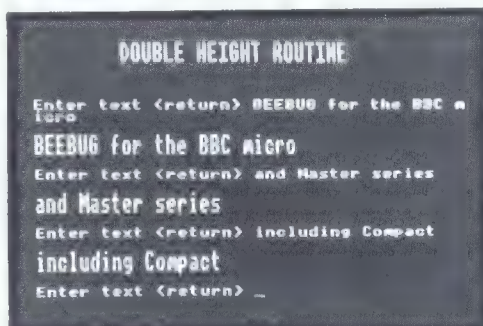 DOUBLE HEIGHT ROUTINE
Enter text <return> BEEBUG for the BBC m
icro
BEEBUG for the BBC micro
Enter text <return> and Master series
and Master series
Enter text <return> including Compact
including Compact
Enter text <return> _